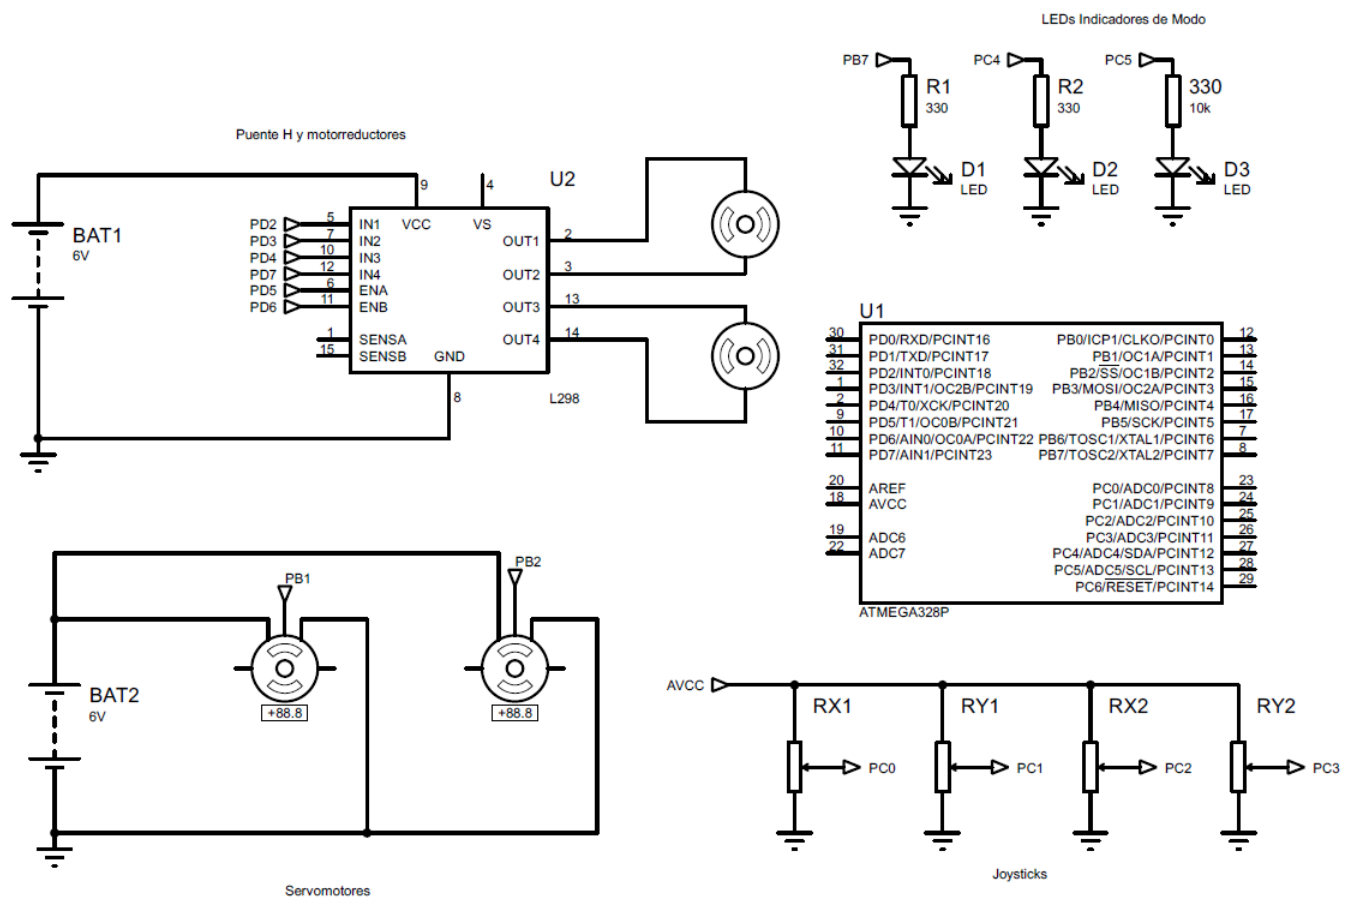 LEDs Indicadores de Modo
PB7
R1
330
D1
LED
PC4
R2
330
D2
LED
PC5
330
10k
D3
LED
Puente H y motorreductores
BAT1
6V
U2
9
4
VCC
VS
PD2
5
IN1
PD3
7
IN2
PD4
10
IN3
PD7
12
IN4
PD5
6
ENA
PD6
11
ENB
1
SENSA
15
SENSB
GND
8
OUT1
2
OUT2
3
OUT3
13
OUT4
14
L298
U1
30
PD0/RXD/PCINT16
31
PD1/TXD/PCINT17
32
PD2/INT0/PCINT18
1
PD3/INT1/OC2B/PCINT19
2
PD4/T0/XCK/PCINT20
9
PD5/T1/OC0B/PCINT21
10
PD6/AIN0/OC0A/PCINT22
11
PD7/AIN1/PCINT23
20
AREF
18
AVCC
19
ADC6
22
ADC7
PB0/ICP1/CLKO/PCINT0
12
PB1/OC1A/PCINT1
13
PB2/SS/OC1B/PCINT2
14
PB3/MOSI/OC2A/PCINT3
15
PB4/MISO/PCINT4
16
PB5/SCK/PCINT5
17
PB6/TOSC1/XTAL1/PCINT6
7
PB7/TOSC2/XTAL2/PCINT7
8
PC0/ADC0/PCINT8
23
PC1/ADC1/PCINT9
24
PC2/ADC2/PCINT10
25
PC3/ADC3/PCINT11
26
PC4/ADC4/SDA/PCINT12
27
PC5/ADC5/SCL/PCINT13
28
PC6/RESET/PCINT14
29
ATMEGA328P
BAT2
6V
PB1
+88.8
PB2
+88.8
Servomotores
AVCC
RX1
PC0
RY1
PC1
RX2
PC2
RY2
PC3
Joysticks